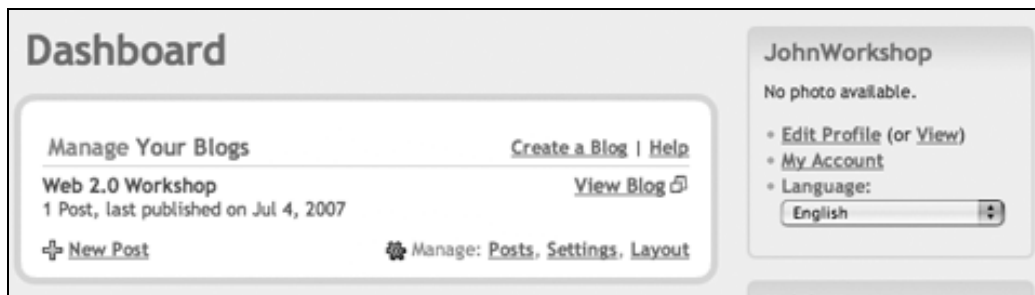 Dashboard
Manage Your Blogs
Create a Blog | Help
Web 2.0 Workshop
View Blog
1 Post, last published on Jul 4, 2007
New Post
Manage: Posts, Settings, Layout
JohnWorkshop
No photo available.
• Edit Profile (or View)
• My Account
• Language:
English